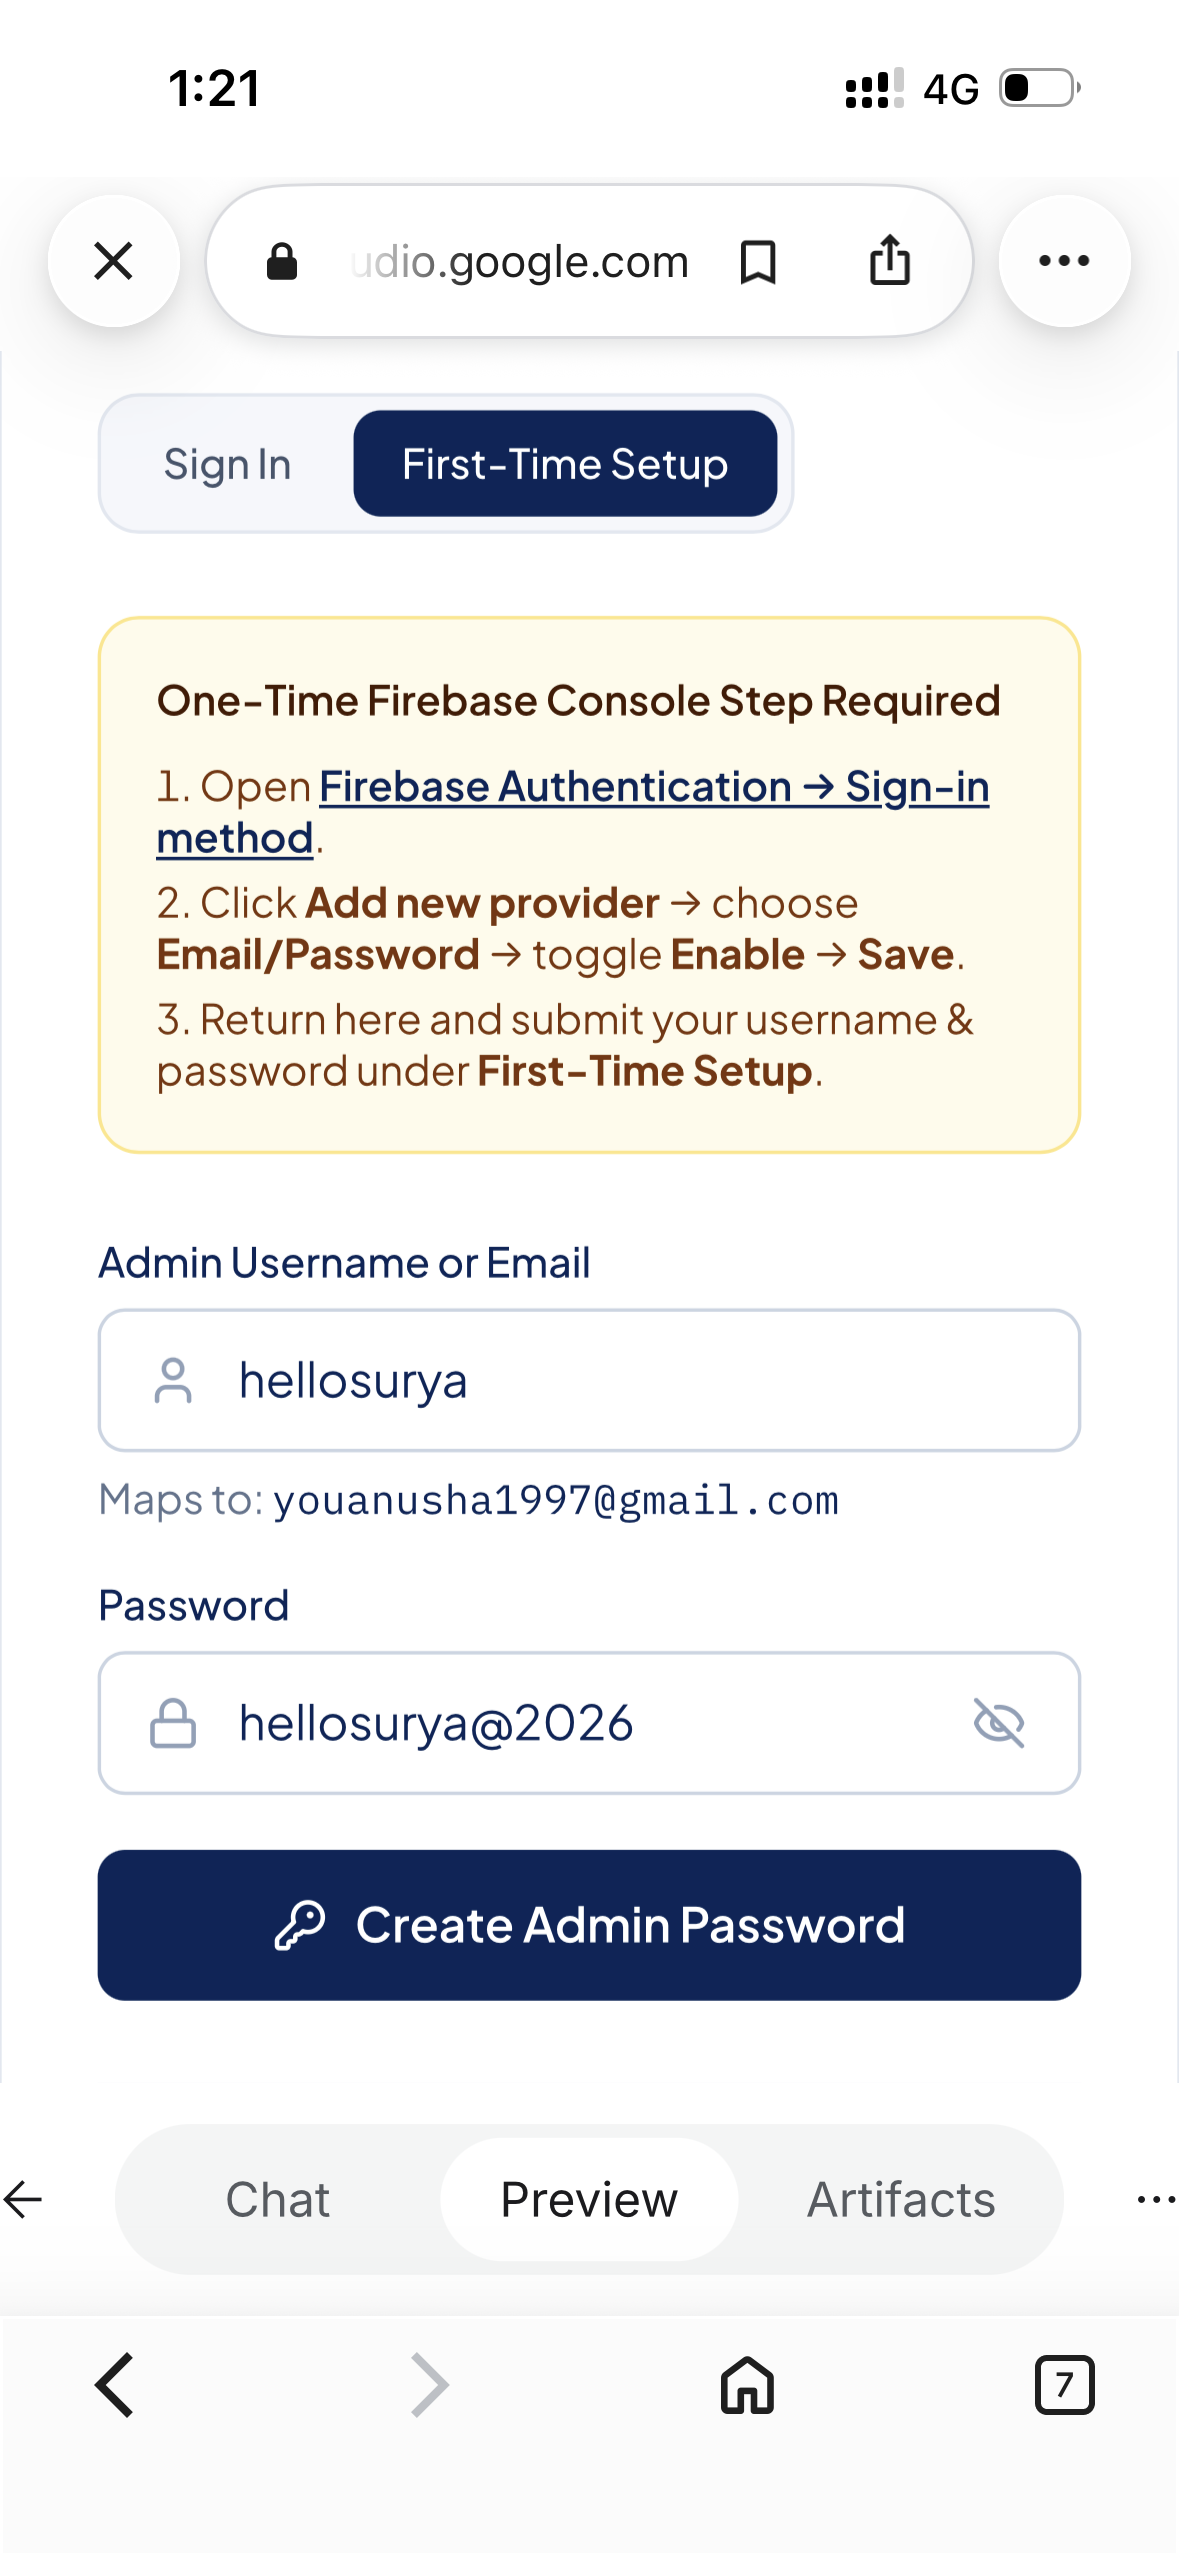 1:21
4G
udio.google.com
Sign In
First-Time Setup
One-Time Firebase Console Step Required
1. Open Firebase Authentication → Sign-in
method.
2. Click Add new provider → choose
Email/Password → toggle Enable → Save.
3. Return here and submit your username &
password under First-Time Setup.
Admin Username or Email
hellosurya
Maps to: youanusha1997@gmail.com
Password
hellosurya@2026
Create Admin Password
Chat
Preview
Artifacts
7